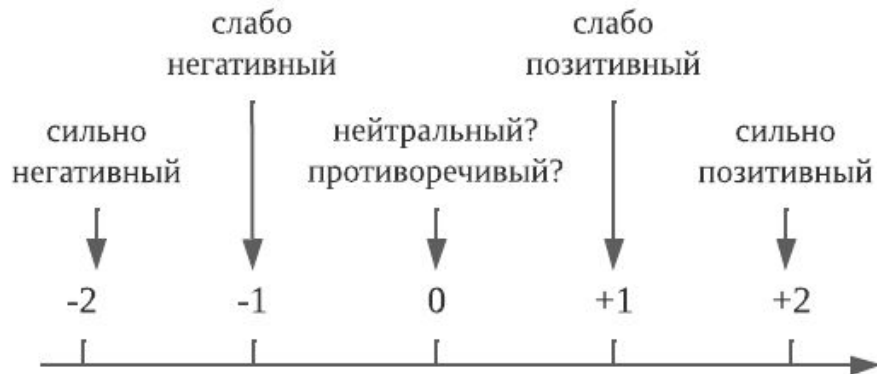 слабо
негативный
слабо
позитивный
сильно
негативный
нейтральный?
противоречивый?
сильно
позитивный
-2 -1 0 +1 +2